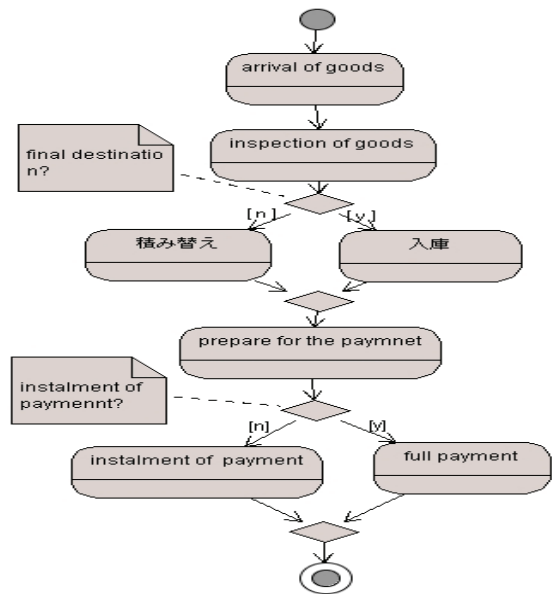 arrival of goods
inspection of goods
final destinatio
n?
[n]
[y]
積み替え
入庫
prepare for the paymnet
instalment of
paymennt?
[n]
[y]
instalment of payment
full payment